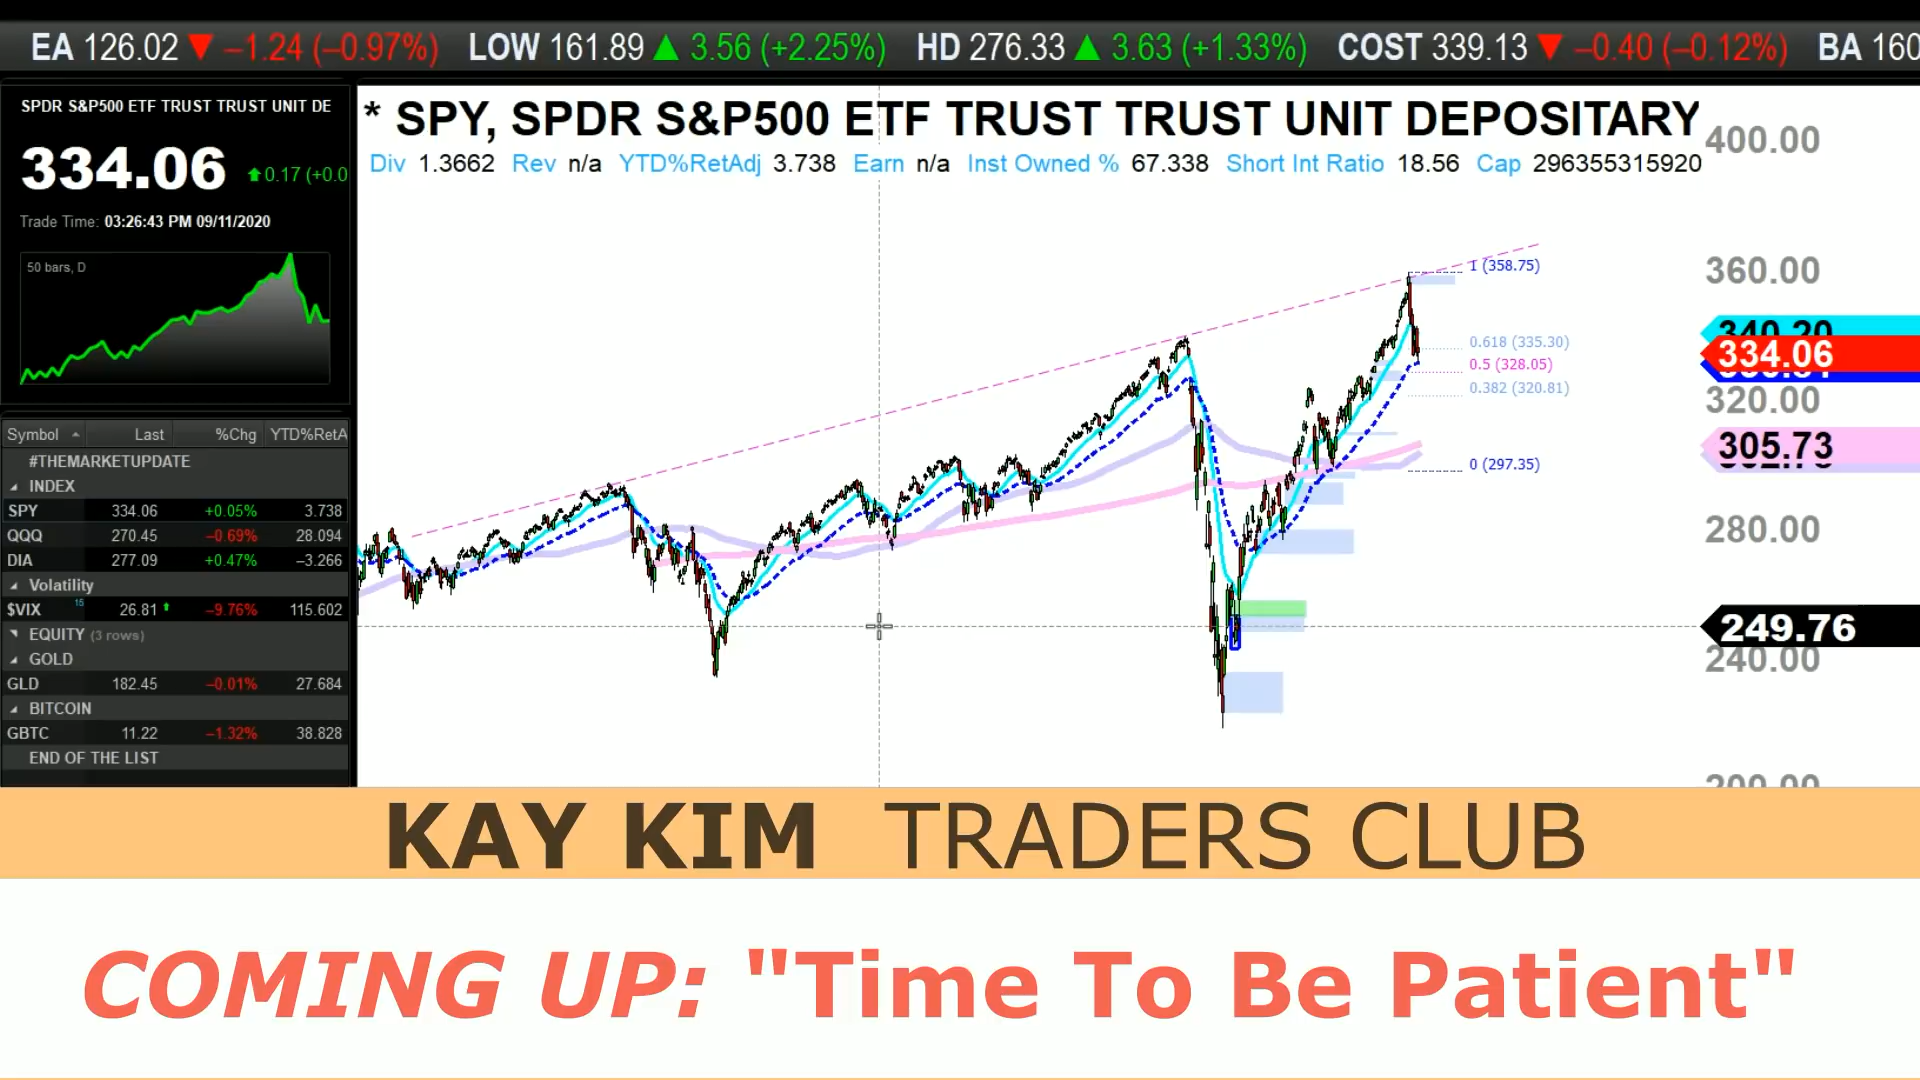 EA 126.02 ▼ –1.24 (–0.97%) LOW 161.89 ▲ 3.56 (+2.25%) HD 276.33 ▲ 3.63 (+1.33%) COST 339.13 ▼ –0.40 (–0.12%) BA 160
SPDR S&P500 ETF TRUST TRUST UNIT DE
334.06 0.17 (+0.0
Trade Time: 03:26:43 PM 09/11/2020
50 bars, D
Symbol Last %Chg YTD%RetA
#THEMARKETUPDATE
INDEX
SPY 334.06 +0.05% 3.738
QQQ 270.45 –0.69% 28.094
DIA 277.09 +0.47% –3.266
Volatility
$VIX 15 26.81 –9.76% 115.602
EQUITY (3 rows)
GOLD
GLD 182.45 –0.01% 27.684
BITCOIN
GBTC 11.22 –1.32% 38.828
END OF THE LIST
* SPY, SPDR S&P500 ETF TRUST TRUST UNIT DEPOSITARY
Div 1.3662 Rev n/a YTD%RetAdj 3.738 Earn n/a Inst Owned % 67.338 Short Int Ratio 18.56 Cap 296355315920
1 (358.75)
0.618 (335.30)
0.5 (328.05)
0.382 (320.81)
0 (297.35)
400.00
360.00
340.20
334.06
320.00
305.73
280.00
249.76
240.00
200.00
KAY KIM TRADERS CLUB
COMING UP: "Time To Be Patient"